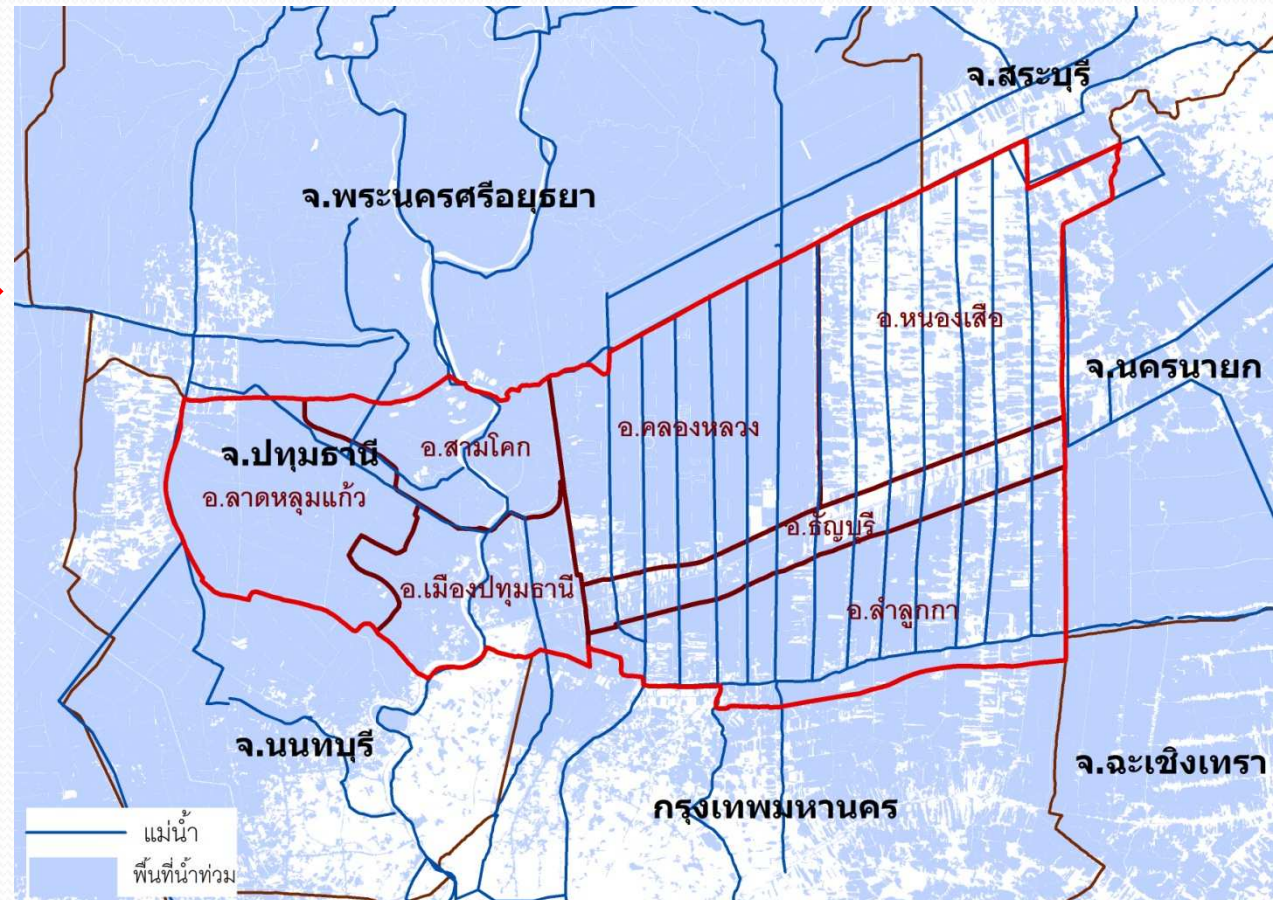 จ.สระบุรี
จ.พระนครศรีอยุธยา
อ.หนองเสือ
จ.นครนายก
อ.คลองหลวง
อ.สามโคก
จ.ปทุมธานี
อ.ลาดหลุมแก้ว
อ.ธัญบุรี
อ.เมืองปทุมธานี
อ.ลำลูกกา
จ.นนทบุรี
จ.ฉะเชิงเทรา
กรุงเทพมหานคร
แม่น้ำ
พื้นที่น้ำท่วม